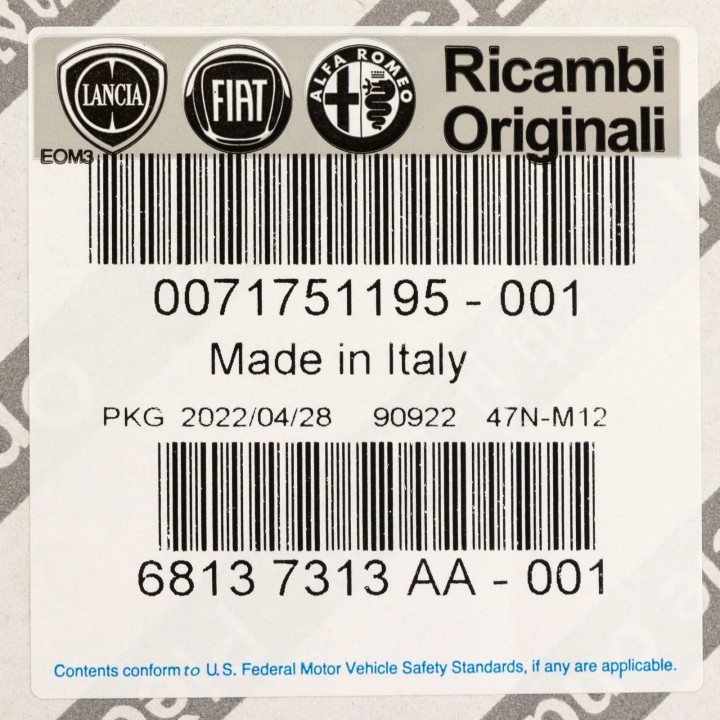 LANCIA FIAT ALFA ROMEO Ricambi
Originali
EOM3
0071751195 - 001
Made in Italy
PKG 2022/04/28 90922 47N-M12
6813 7313 AA - 001
Contents conform to U.S. Federal Motor Vehicle Safety Standards, if any are applicable.